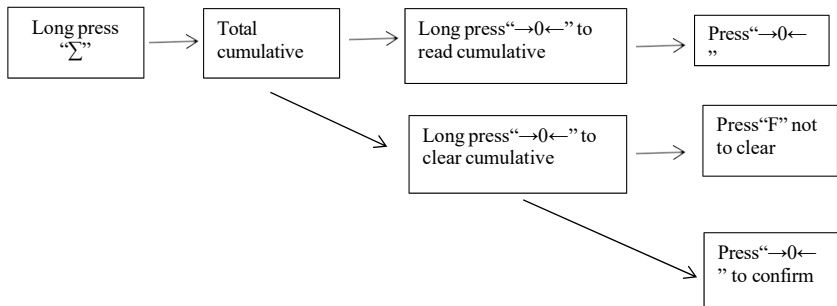 Long press
“∑”
Total
cumulative
Long press“→0←” to
read cumulative
Press“→0←
”
Long press“→0←” to
clear cumulative
Press“F” not
to clear
Press“→0←
” to confirm